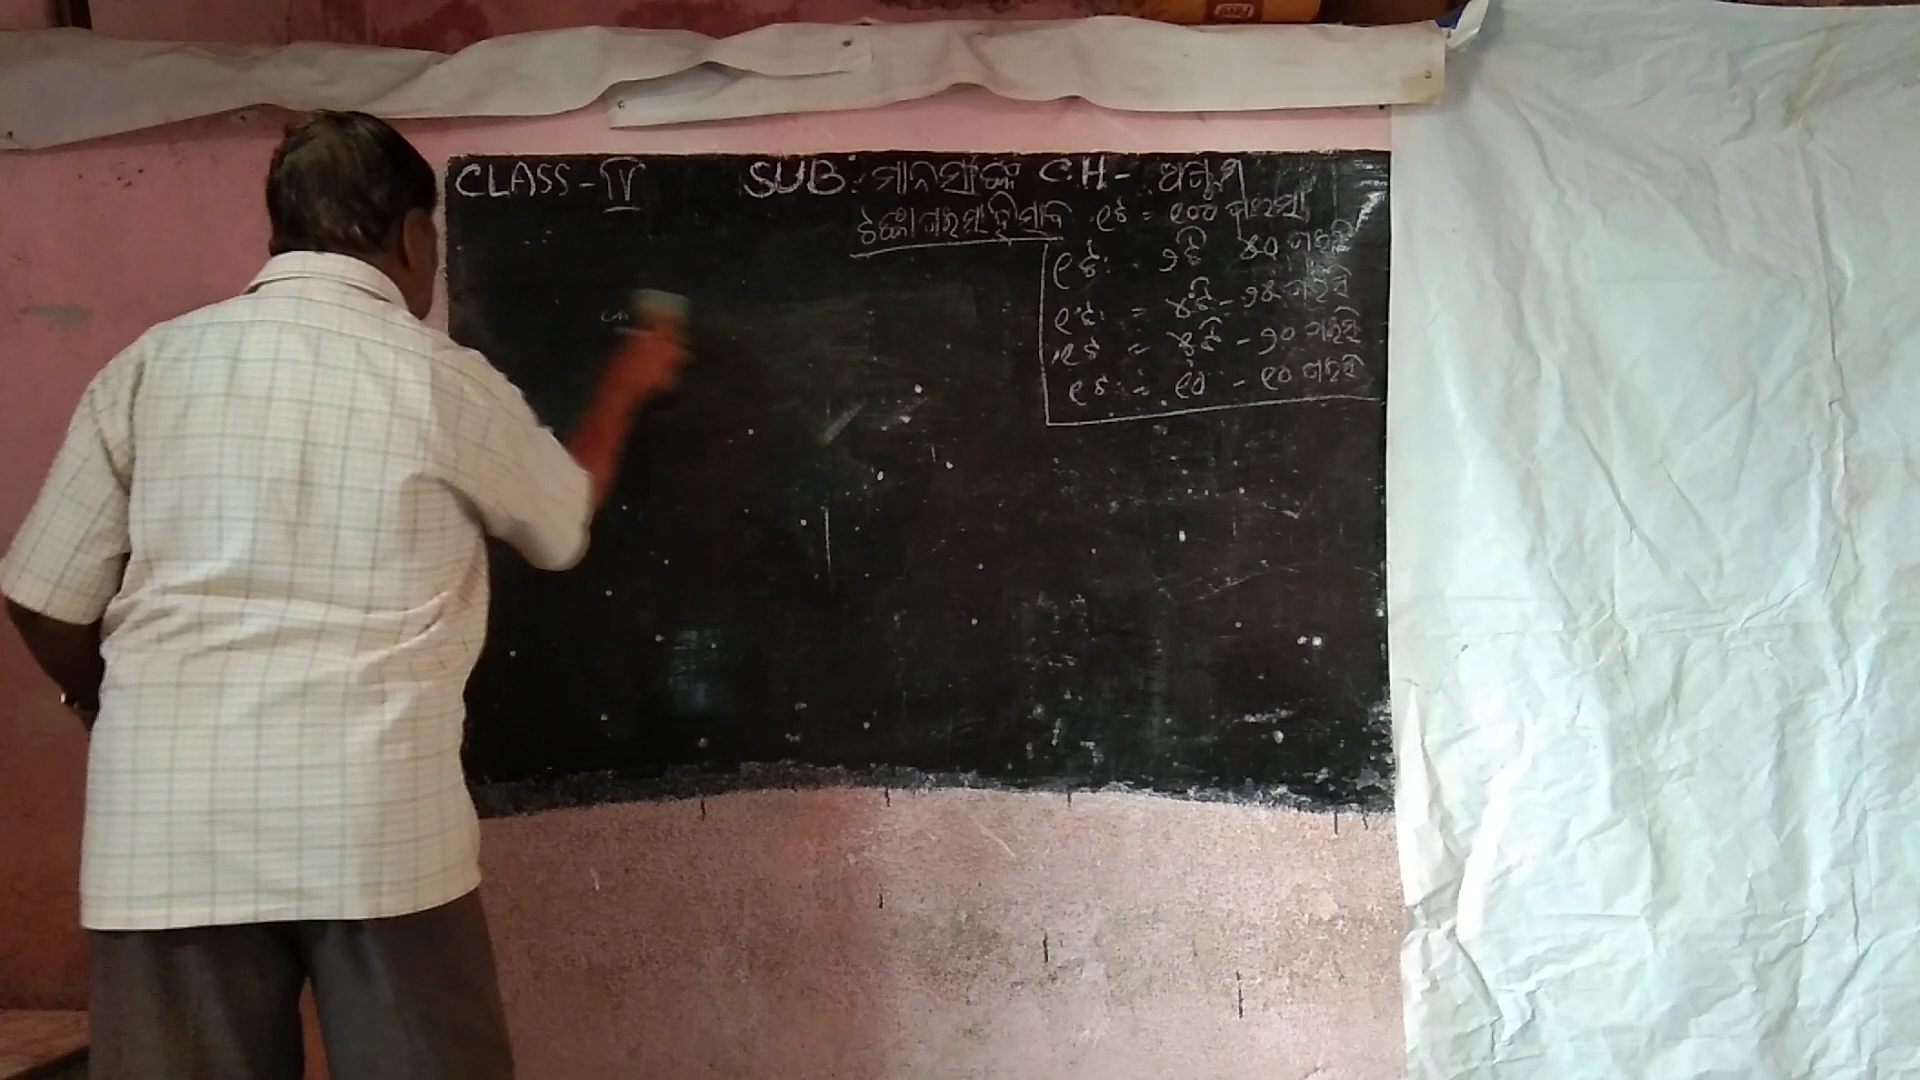 CLASS - IV SUB: ମାନସାଙ୍କ CH -
ଟଙ୍କା ପଇସା ହିସାବ ୧ଟ = ୧୦୦ ପଇସା
୧ଟ: - ୨ଟି ୫୦ ପଇସି
୧ଟ: = ୪ଟି - ୨୫ ପଇସି
୧ଟ = ୫ଟି - ୨୦ ପଇସି
୧ଟ: = ୧୦ - ୧୦ ପଇସି